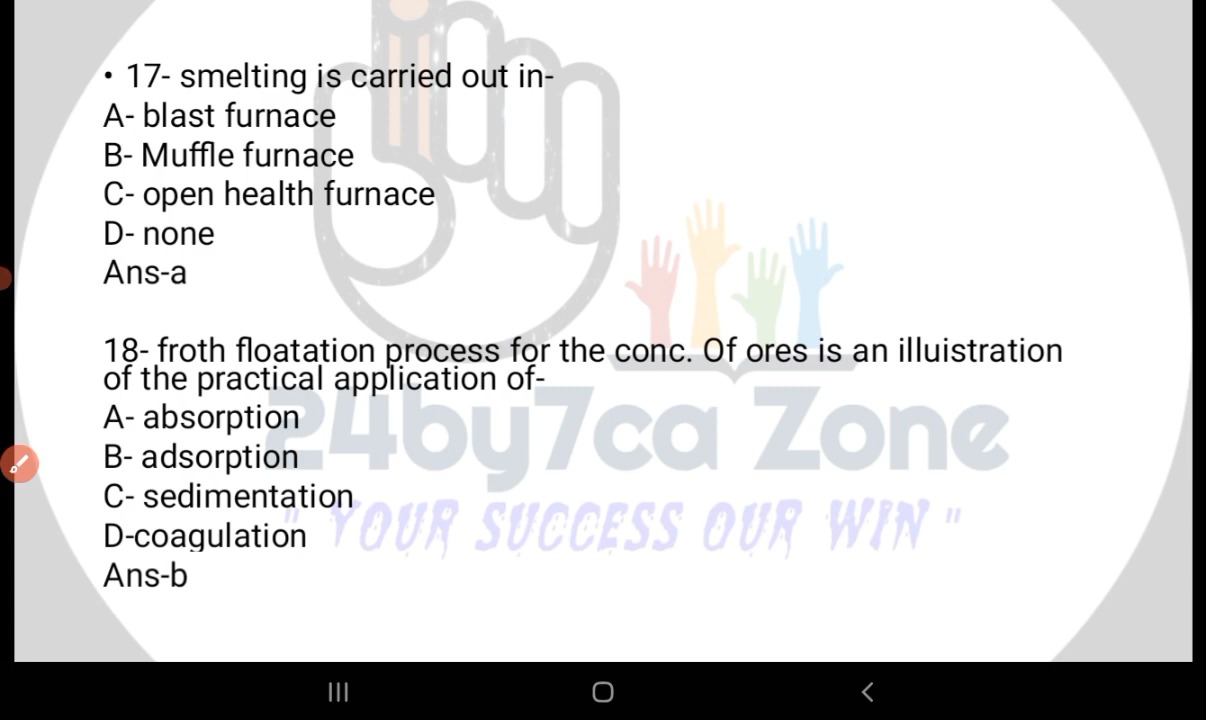 • 17- smelting is carried out in-
A- blast furnace
B- Muffle furnace
C- open health furnace
D- none
Ans-a
18- froth floatation process for the conc. Of ores is an illuistration
of the practical application of-
A- absorption
B- adsorption
C- sedimentation
D-coagulation
Ans-b
24by7ca Zone
" YOUR SUCCESS OUR WIN "